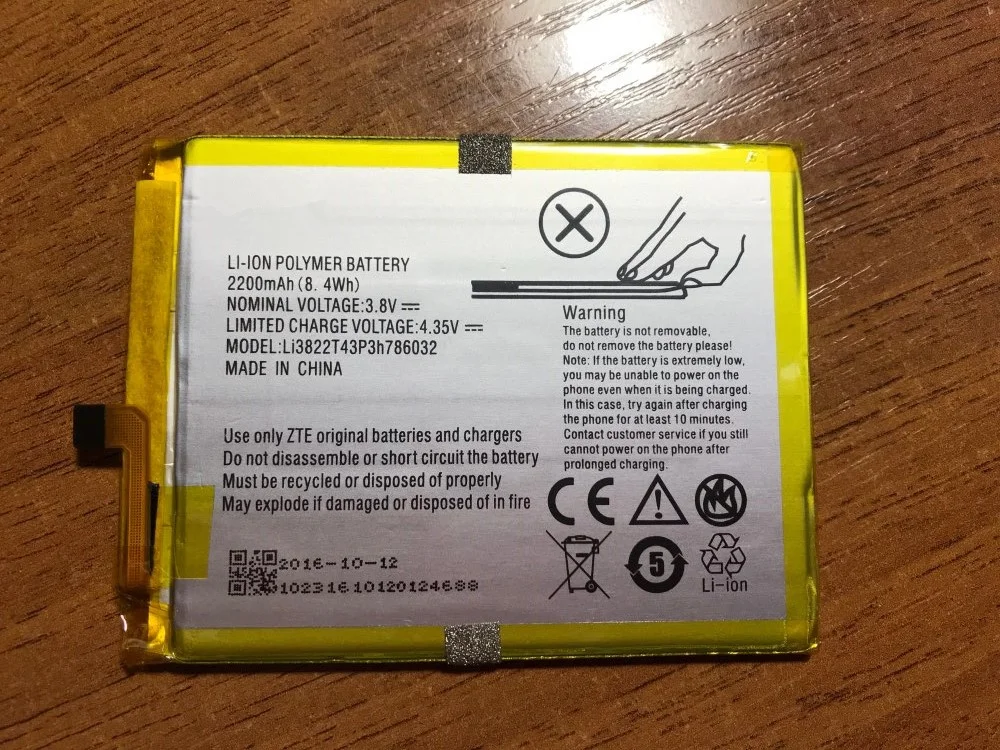 LI-ION POLYMER BATTERY
2200mAh (8. 4Wh)
NOMINAL VOLTAGE:3.8V
LIMITED CHARGE VOLTAGE:4.35V
MODEL:Li3822T43P3h786032
MADE IN CHINA
Use only ZTE original batteries and chargers
Do not disassemble or short circuit the battery
Must be recycled or disposed of properly
May explode if damaged or disposed of in fire
2016-10-12
102316101201246​88
Warning
The battery is not removable,
do not remove the battery please!
Note: If the battery is extremely low,
you may be unable to power on the
phone even when it is being charged.
In this case, try again after charging
the phone for at least 10 minutes.
Contact customer service if you still
cannot power on the phone after
prolonged charging.
CE
5
Li-ion